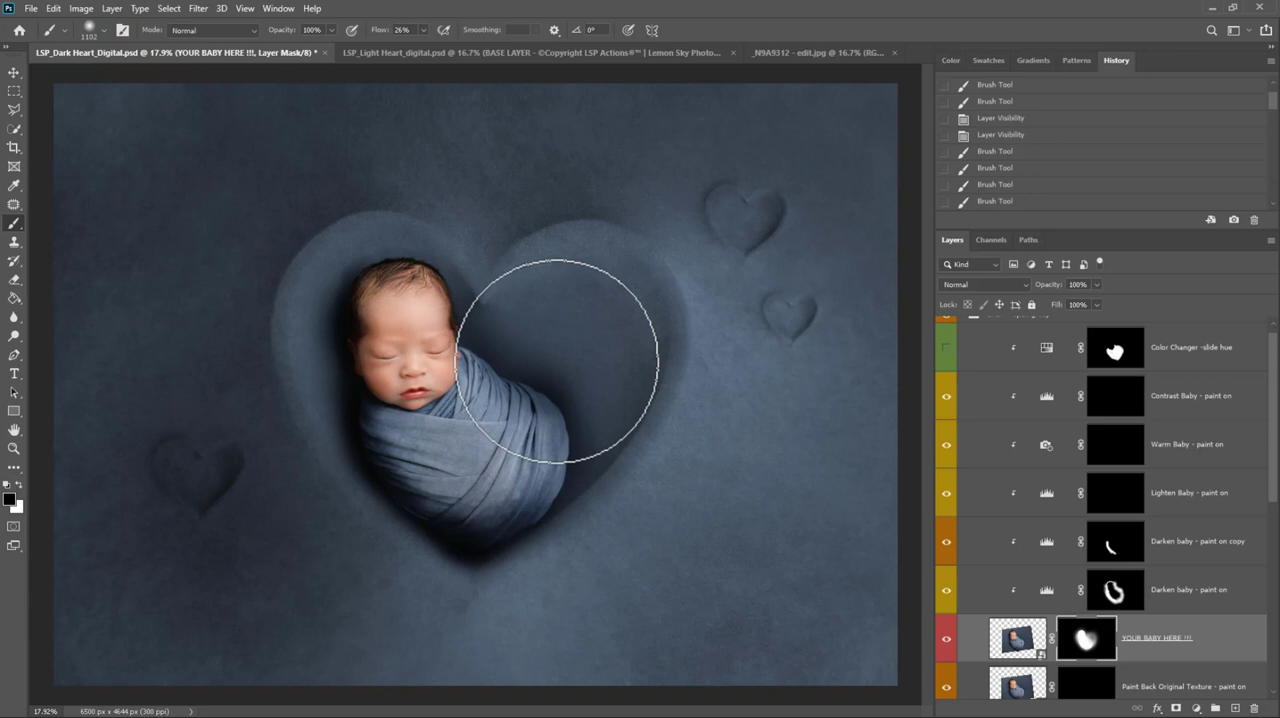 Ps File Edit Image Layer Type Select Filter 3D View Window Help
1102 Mode: Normal Opacity: 100% Flow: 26% Smoothing: 0°
LSP_Dark Heart_Digital.psd @ 17.9% (YOUR BABY HERE !!!, Layer Mask/8) * × LSP_Light Heart_digital.psd @ 16.7% (BASE LAYER - ©Copyright LSP Actions®™ | Lemon Sky Photo... × _N9A9312 - edit.jpg @ 16.7% (RG... ×
Color Swatches Gradients Patterns History
Brush Tool
Brush Tool
Layer Visibility
Layer Visibility
Brush Tool
Brush Tool
Brush Tool
Brush Tool
Layers Channels Paths
Kind
Normal Opacity: 100%
Lock: Fill: 100%
Color Changer -slide hue
Contrast Baby - paint on
Warm Baby - paint on
Lighten Baby - paint on
Darken baby - paint on copy
Darken baby - paint on
YOUR BABY HERE !!!
Paint Back Original Texture - paint on
17.92% 6500 px x 4644 px (300 ppi)